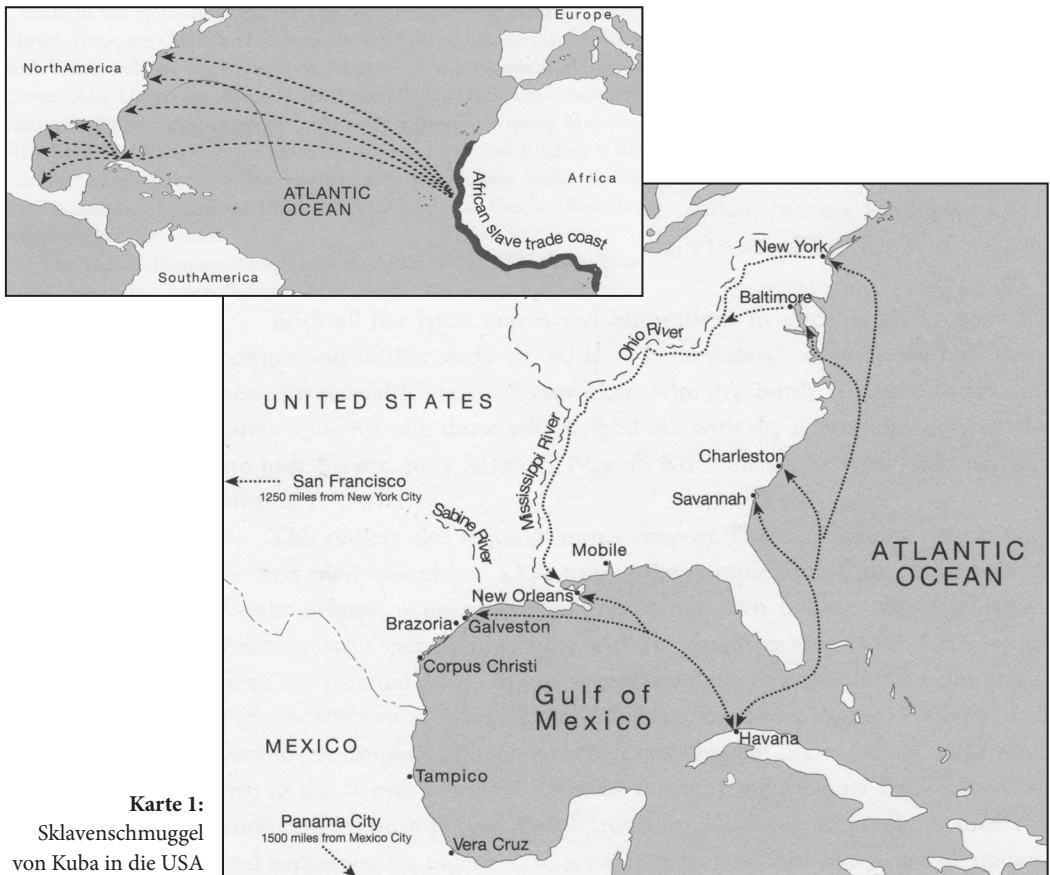 Europe
NorthAmerica
ATLANTIC
OCEAN
Africa
African slave trade coast
SouthAmerica
New York
Baltimore
Ohio River
UNITED STATES
Mississippi River
Charleston
San Francisco
1250 miles from New York City
Savannah
Sabine River
Mobile
ATLANTIC
OCEAN
New Orleans
Brazoria
Galveston
Corpus Christi
Gulf of
Mexico
Havana
MEXICO
Tampico
Panama City
1500 miles from Mexico City
Vera Cruz
Karte 1:
Sklavenschmuggel
von Kuba in die USA